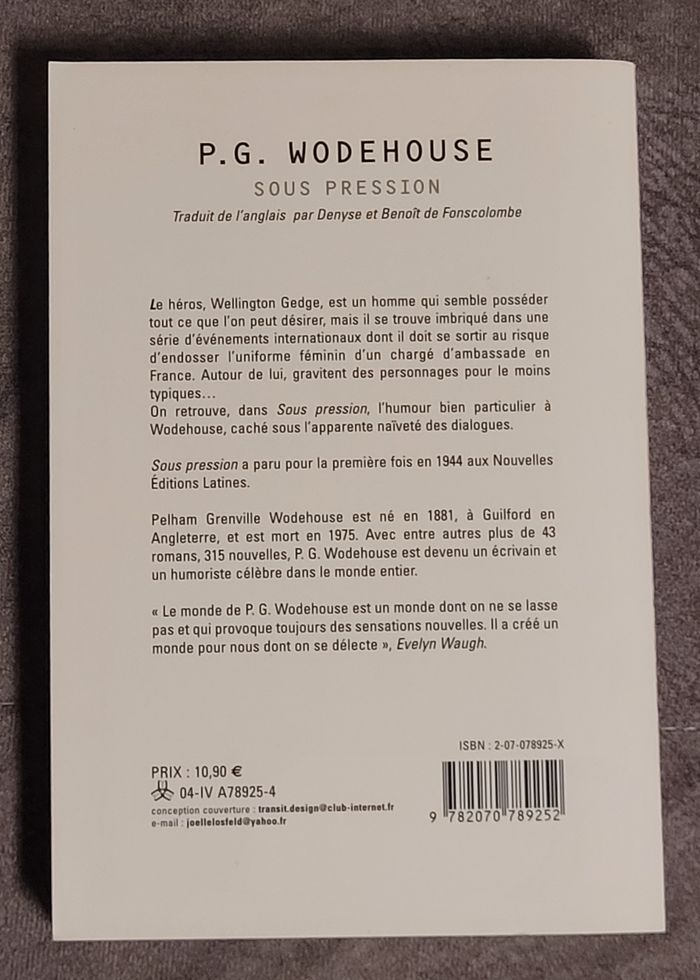 P.G. WODEHOUSE
SOUS PRESSION
Traduit de l'anglais par Denyse et Benoît de Fonscolombe
Le héros, Wellington Gedge, est un homme qui semble posséder
tout ce que l'on peut désirer, mais il se trouve imbriqué dans une
série d'événements internationaux dont il doit se sortir au risque
d'endosser l'uniforme féminin d'un chargé d'ambassade en
France. Autour de lui, gravitent des personnages pour le moins
typiques...
On retrouve, dans Sous pression, l'humour bien particulier à
Wodehouse, caché sous l'apparente naïveté des dialogues.
Sous pression a paru pour la première fois en 1944 aux Nouvelles
Éditions Latines.
Pelham Grenville Wodehouse est né en 1881, à Guilford en
Angleterre, et est mort en 1975. Avec entre autres plus de 43
romans, 315 nouvelles, P. G. Wodehouse est devenu un écrivain et
un humoriste célèbre dans le monde entier.
« Le monde de P. G. Wodehouse est un monde dont on ne se lasse
pas et qui provoque toujours des sensations nouvelles. Il a créé un
monde pour nous dont on se délecte », Evelyn Waugh.
ISBN : 2-07-078925-X
PRIX : 10,90 €
04-IV A78925-4
conception couverture : transit.design@club-internet.fr
e-mail : joellelosfeld@yahoo.fr
9 782070 789252